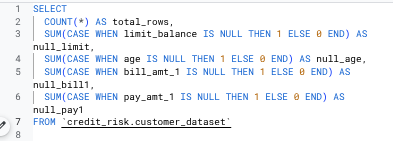 1 SELECT
2 COUNT(*) AS total_rows,
3 SUM(CASE WHEN limit_balance IS NULL THEN 1 ELSE 0 END) AS
null_limit,
4 SUM(CASE WHEN age IS NULL THEN 1 ELSE 0 END) AS null_age,
5 SUM(CASE WHEN bill_amt_1 IS NULL THEN 1 ELSE 0 END) AS
null_bill1,
6 SUM(CASE WHEN pay_amt_1 IS NULL THEN 1 ELSE 0 END) AS
null_pay1
7 FROM `credit_risk.customer_dataset`
8